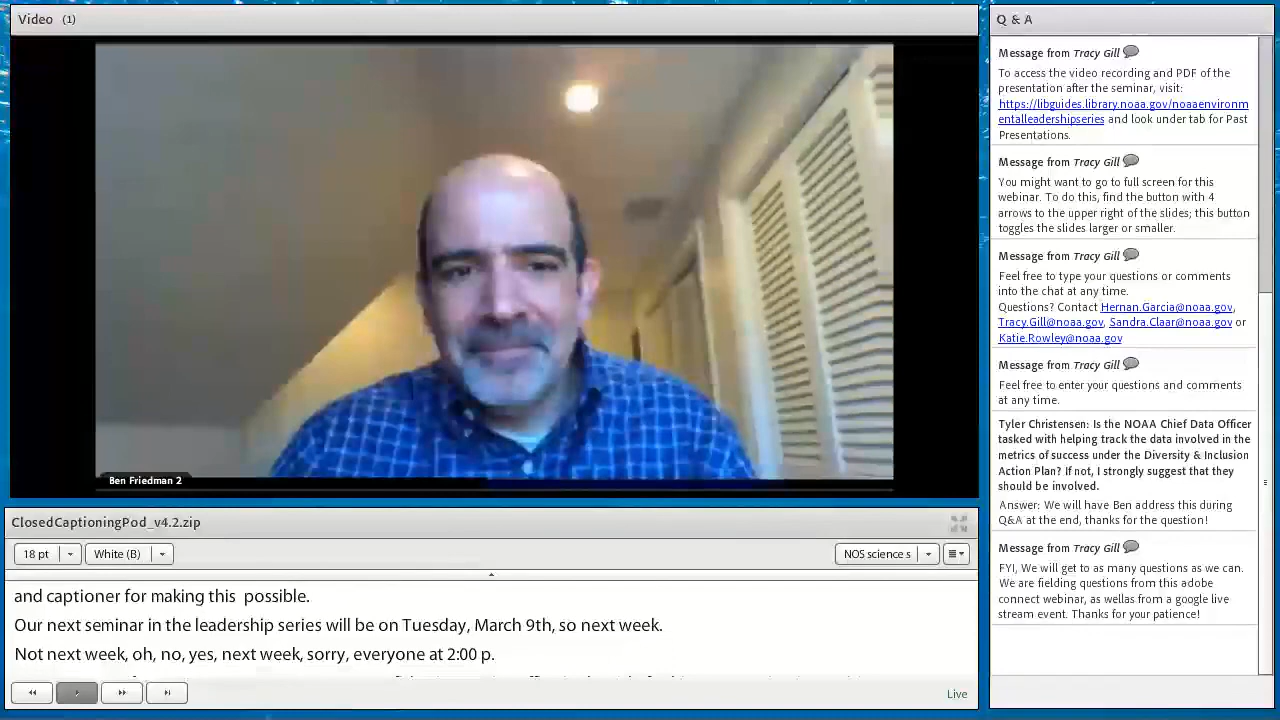 Video (1)
Ben Friedman 2
ClosedCaptioningPod_v4.2.zip
18 pt
White (B)
NOS science s
and captioner for making this possible.
Our next seminar in the leadership series will be on Tuesday, March 9th, so next week.
Not next week, oh, no, yes, next week, sorry, everyone at 2:00 p.
Live
Q & A
Message from Tracy Gill
To access the video recording and PDF of the
presentation after the seminar, visit:
https://libguides.library.noaa.gov/noaaenvironm
entalleadershipseries and look under tab for Past
Presentations.
Message from Tracy Gill
You might want to go to full screen for this
webinar. To do this, find the button with 4
arrows to the upper right of the slides; this button
toggles the slides larger or smaller.
Message from Tracy Gill
Feel free to type your questions or comments
into the chat at any time.
Questions? Contact Hernan.Garcia@noaa.gov,
Tracy.Gill@noaa.gov, Sandra.Claar@noaa.gov or
Katie.Rowley@noaa.gov
Message from Tracy Gill
Feel free to enter your questions and comments
at any time.
Tyler Christensen: Is the NOAA Chief Data Officer
tasked with helping track the data involved in the
metrics of success under the Diversity & Inclusion
Action Plan? If not, I strongly suggest that they
should be involved.
Answer: We will have Ben address this during
Q&A at the end, thanks for the question!
Message from Tracy Gill
FYI, We will get to as many questions as we can.
We are fielding questions from this adobe
connect webinar, as wellas from a google live
stream event. Thanks for your patience!